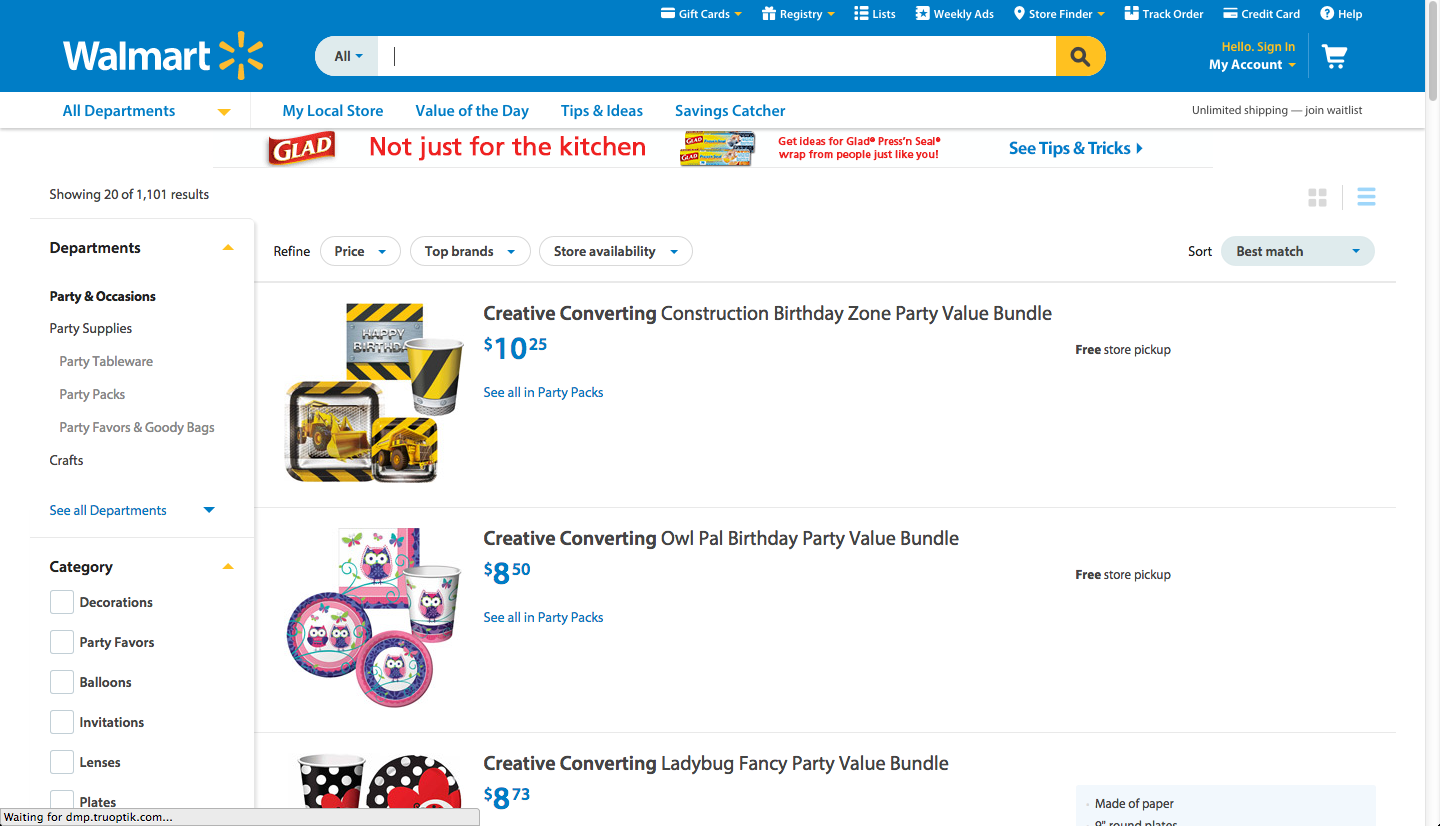 Gift Cards Registry Lists Weekly Ads Store Finder Track Order Credit Card Help
Walmart
All
Hello. Sign In
My Account
All Departments My Local Store Value of the Day Tips & Ideas Savings Catcher Unlimited shipping — join waitlist
GLAD Not just for the kitchen
Get ideas for Glad® Press'n Seal®
wrap from people just like you!
See Tips & Tricks
Showing 20 of 1,101 results
Departments
Party & Occasions
Party Supplies
Party Tableware
Party Packs
Party Favors & Goody Bags
Crafts
See all Departments
Category
Decorations
Party Favors
Balloons
Invitations
Lenses
Plates
Refine Price Top brands Store availability Sort Best match
HAPPY
BIRTHDAY
Creative Converting Construction Birthday Zone Party Value Bundle
$10 25
Free store pickup
See all in Party Packs
Creative Converting Owl Pal Birthday Party Value Bundle
$8 50
Free store pickup
See all in Party Packs
Creative Converting Ladybug Fancy Party Value Bundle
$8 73
Made of paper
9" round plates
Waiting for dmp.truoptik.com...